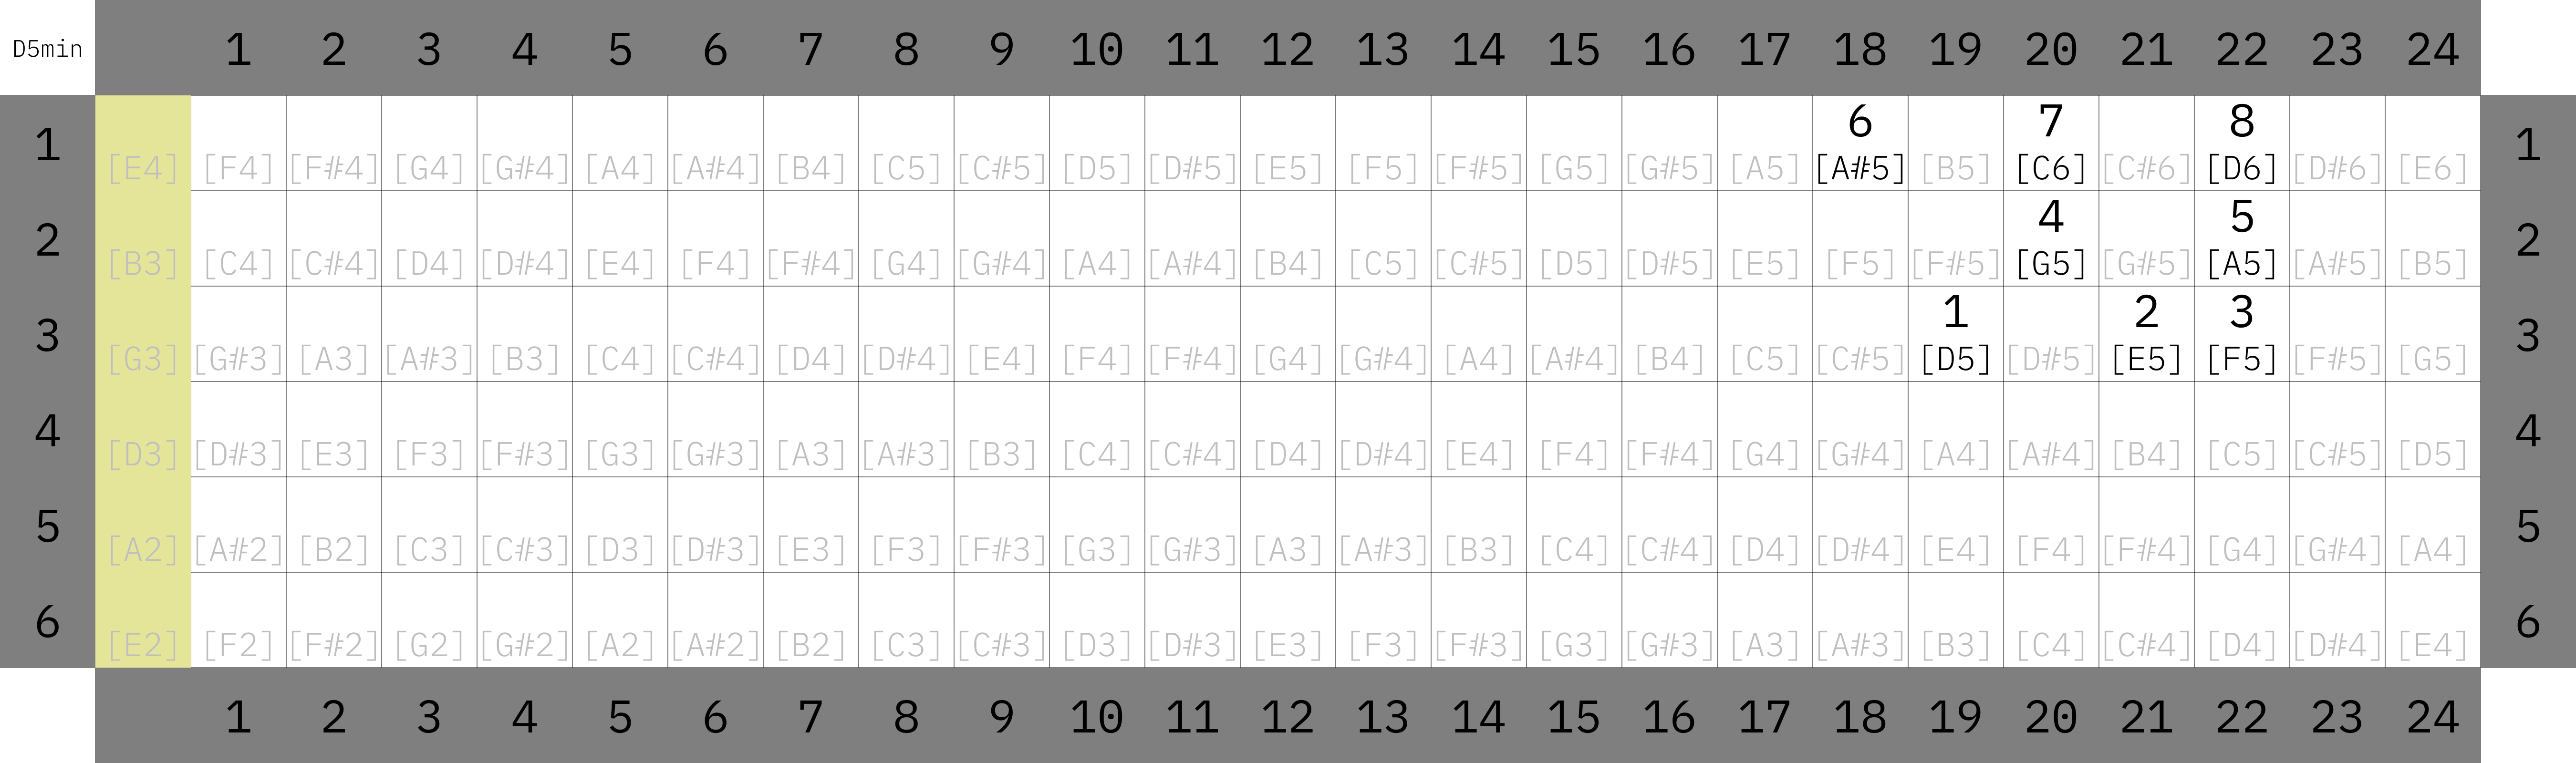 D5min 1 2 3 4 5 6 7 8 9 10 11 12 13 14 15 16 17 18 19 20 21 22 23 24
6 7 8
1 [E4] [F4] [F#4] [G4] [G#4] [A4] [A#4] [B4] [C5] [C#5] [D5] [D#5] [E5] [F5] [F#5] [G5] [G#5] [A5] [A#5] [B5] [C6] [C#6] [D6] [D#6] [E6] 1
4 5
2 [B3] [C4] [C#4] [D4] [D#4] [E4] [F4] [F#4] [G4] [G#4] [A4] [A#4] [B4] [C5] [C#5] [D5] [D#5] [E5] [F5] [F#5] [G5] [G#5] [A5] [A#5] [B5] 2
1 2 3
3 [G3] [G#3] [A3] [A#3] [B3] [C4] [C#4] [D4] [D#4] [E4] [F4] [F#4] [G4] [G#4] [A4] [A#4] [B4] [C5] [C#5] [D5] [D#5] [E5] [F5] [F#5] [G5] 3
4 [D3] [D#3] [E3] [F3] [F#3] [G3] [G#3] [A3] [A#3] [B3] [C4] [C#4] [D4] [D#4] [E4] [F4] [F#4] [G4] [G#4] [A4] [A#4] [B4] [C5] [C#5] [D5] 4
5 [A2] [A#2] [B2] [C3] [C#3] [D3] [D#3] [E3] [F3] [F#3] [G3] [G#3] [A3] [A#3] [B3] [C4] [C#4] [D4] [D#4] [E4] [F4] [F#4] [G4] [G#4] [A4] 5
6 [E2] [F2] [F#2] [G2] [G#2] [A2] [A#2] [B2] [C3] [C#3] [D3] [D#3] [E3] [F3] [F#3] [G3] [G#3] [A3] [A#3] [B3] [C4] [C#4] [D4] [D#4] [E4] 6
1 2 3 4 5 6 7 8 9 10 11 12 13 14 15 16 17 18 19 20 21 22 23 24